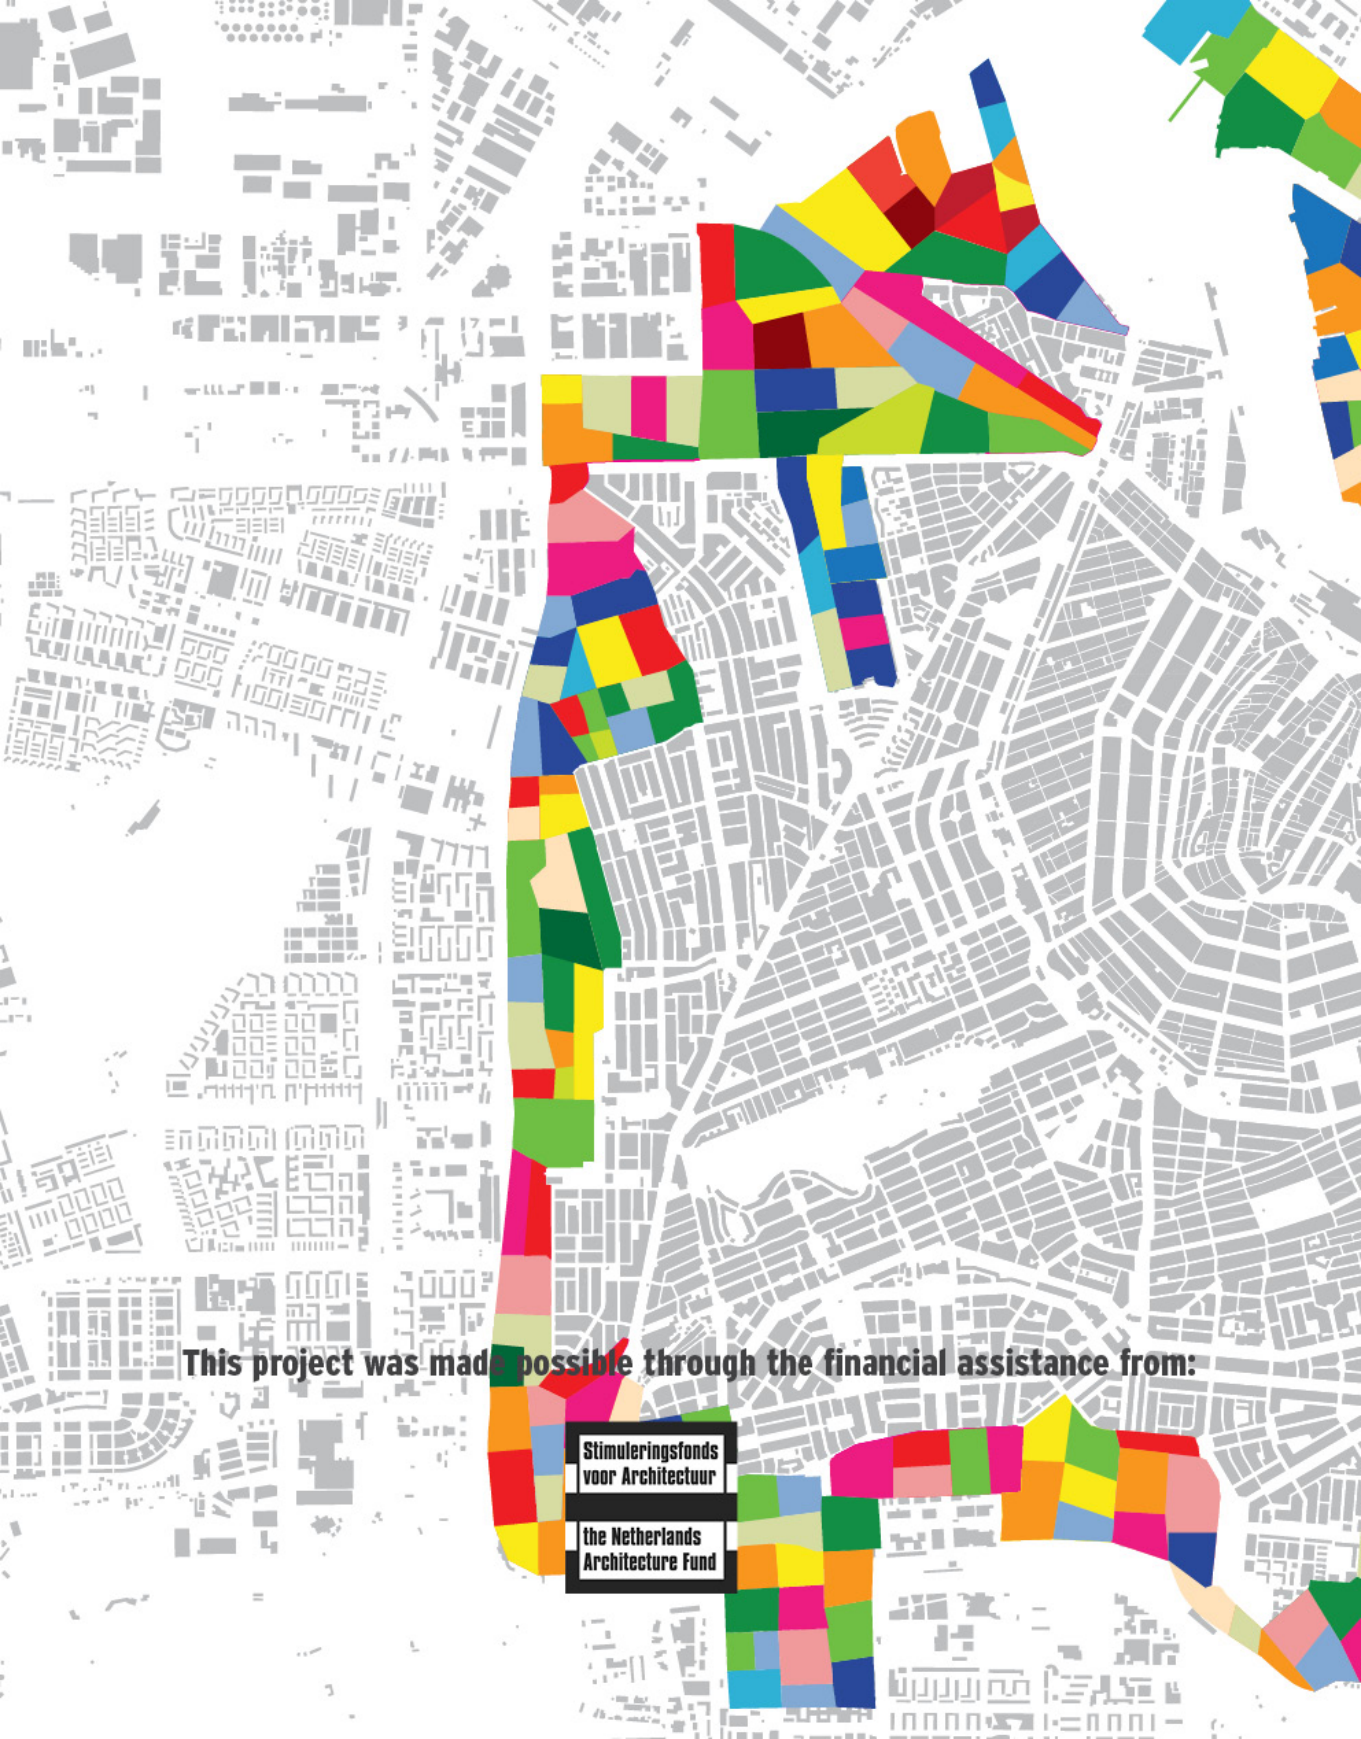 This project was made possible through the financial assistance from:
Stimuleringsfonds
voor Architectuur
the Netherlands
Architecture Fund